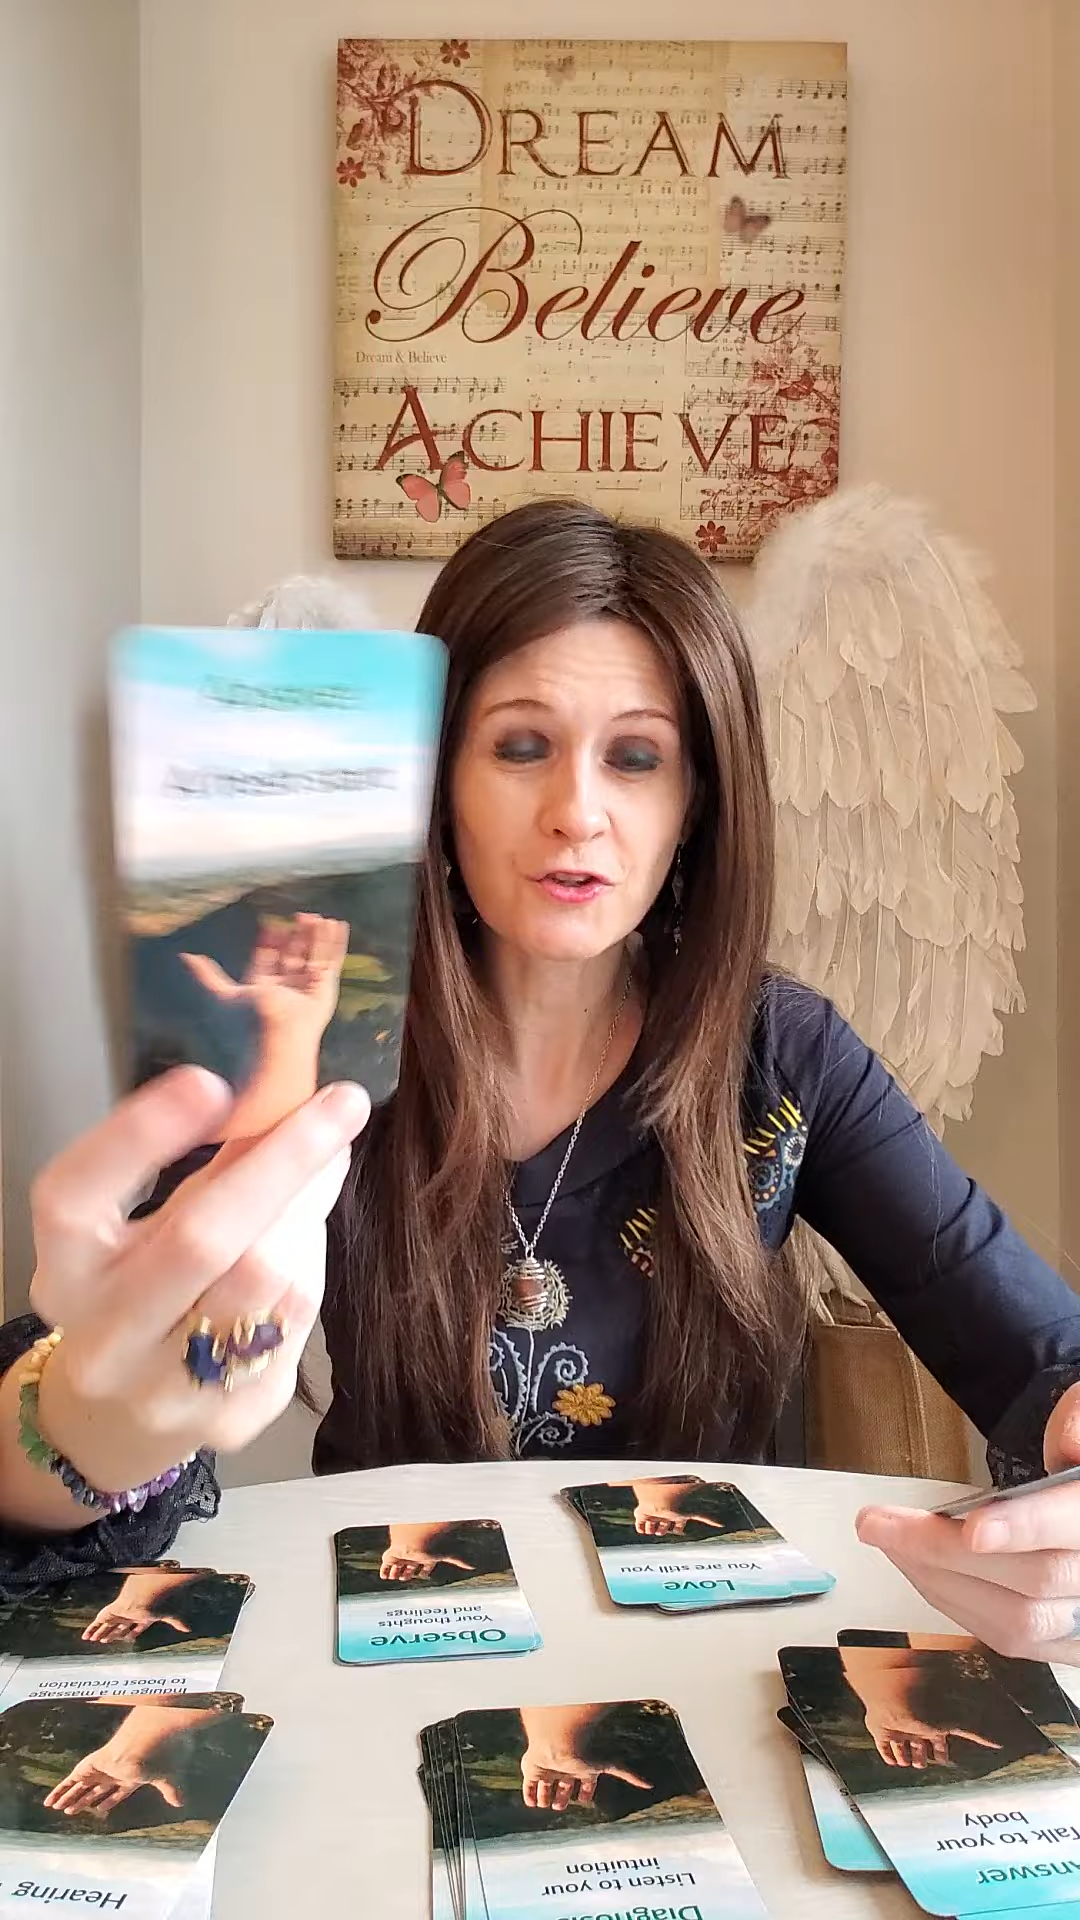 DREAM
Believe
Dream & Believe
ACHIEVE
Love
You are still you
Observe
Your thoughts
and feelings
Indulge in a massage
to boost circulation
Hearing
Listen to your
intuition
Answer
Talk to your
body